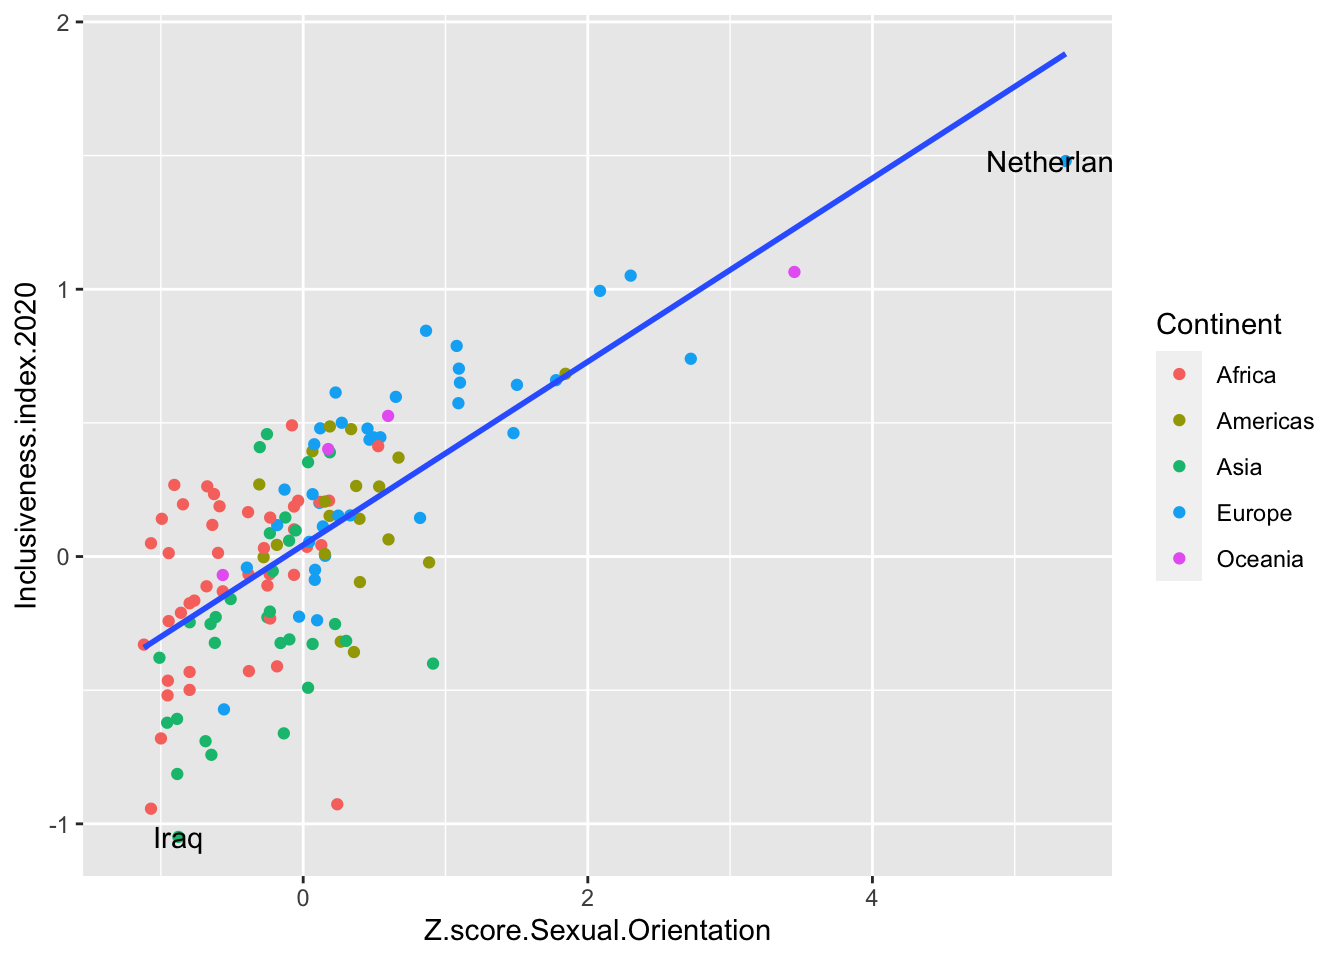 2
1
0
-1
Inclusiveness.index.2020
Netherlan
Iraq
0
2
4
Z.score.Sexual.Orientation
Continent
Africa
Americas
Asia
Europe
Oceania